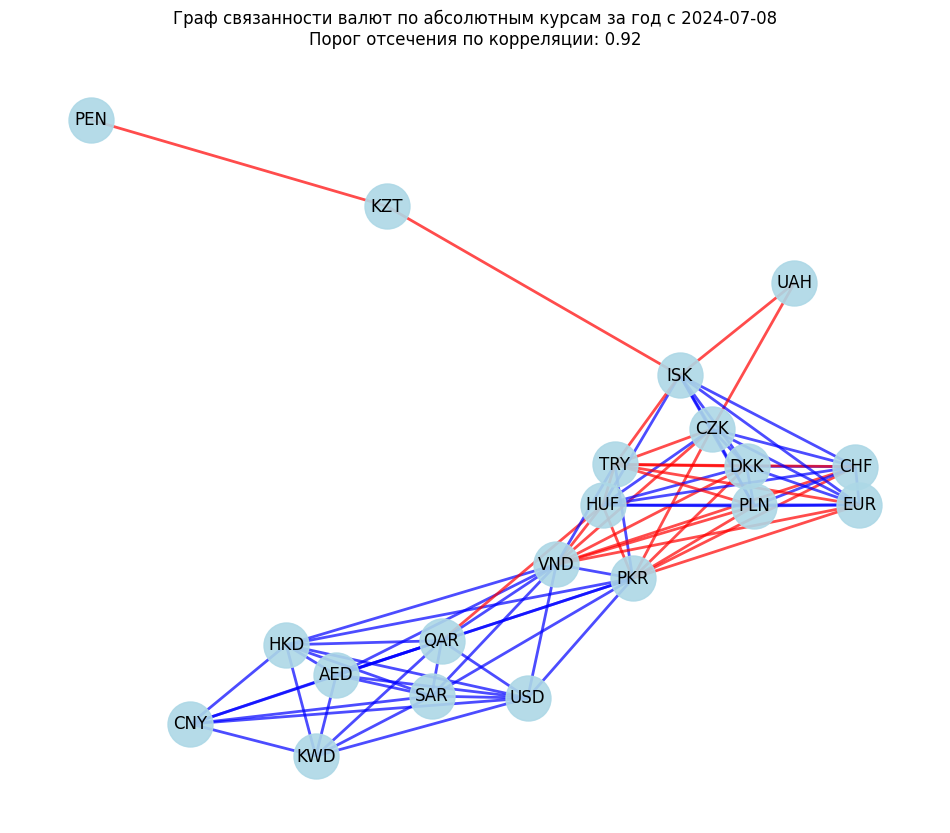 Граф связанности валют по абсолютным курсам за год с 2024-07-08
Порог отсечения по корреляции: 0.92
PEN
KZT
UAH
ISK
CZK
TRY
DKK
CHF
HUF
PLN
EUR
VND
PKR
QAR
HKD
AED
SAR
USD
CNY
KWD